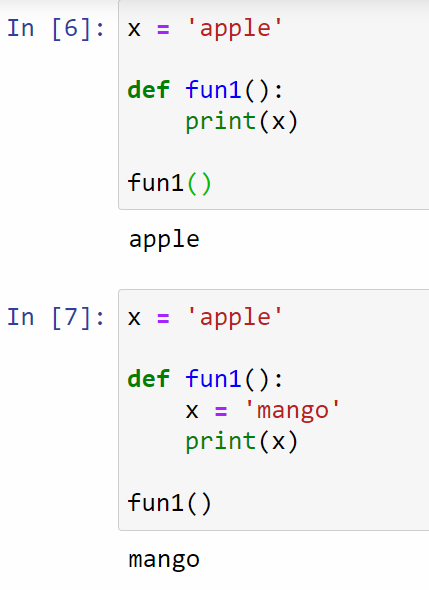 In [6]: x = 'apple'
def fun1():
    print(x)
fun1()
apple
In [7]: x = 'apple'
def fun1():
    x = 'mango'
    print(x)
fun1()
mango